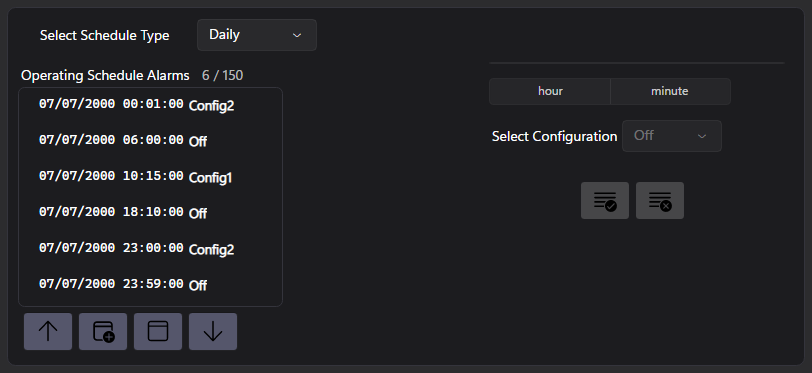 Select Schedule Type Daily
Operating Schedule Alarms 6 / 150
07/07/2000 00:01:00 Config2
07/07/2000 06:00:00 Off
07/07/2000 10:15:00 Config1
07/07/2000 18:10:00 Off
07/07/2000 23:00:00 Config2
07/07/2000 23:59:00 Off
hour minute
Select Configuration Off